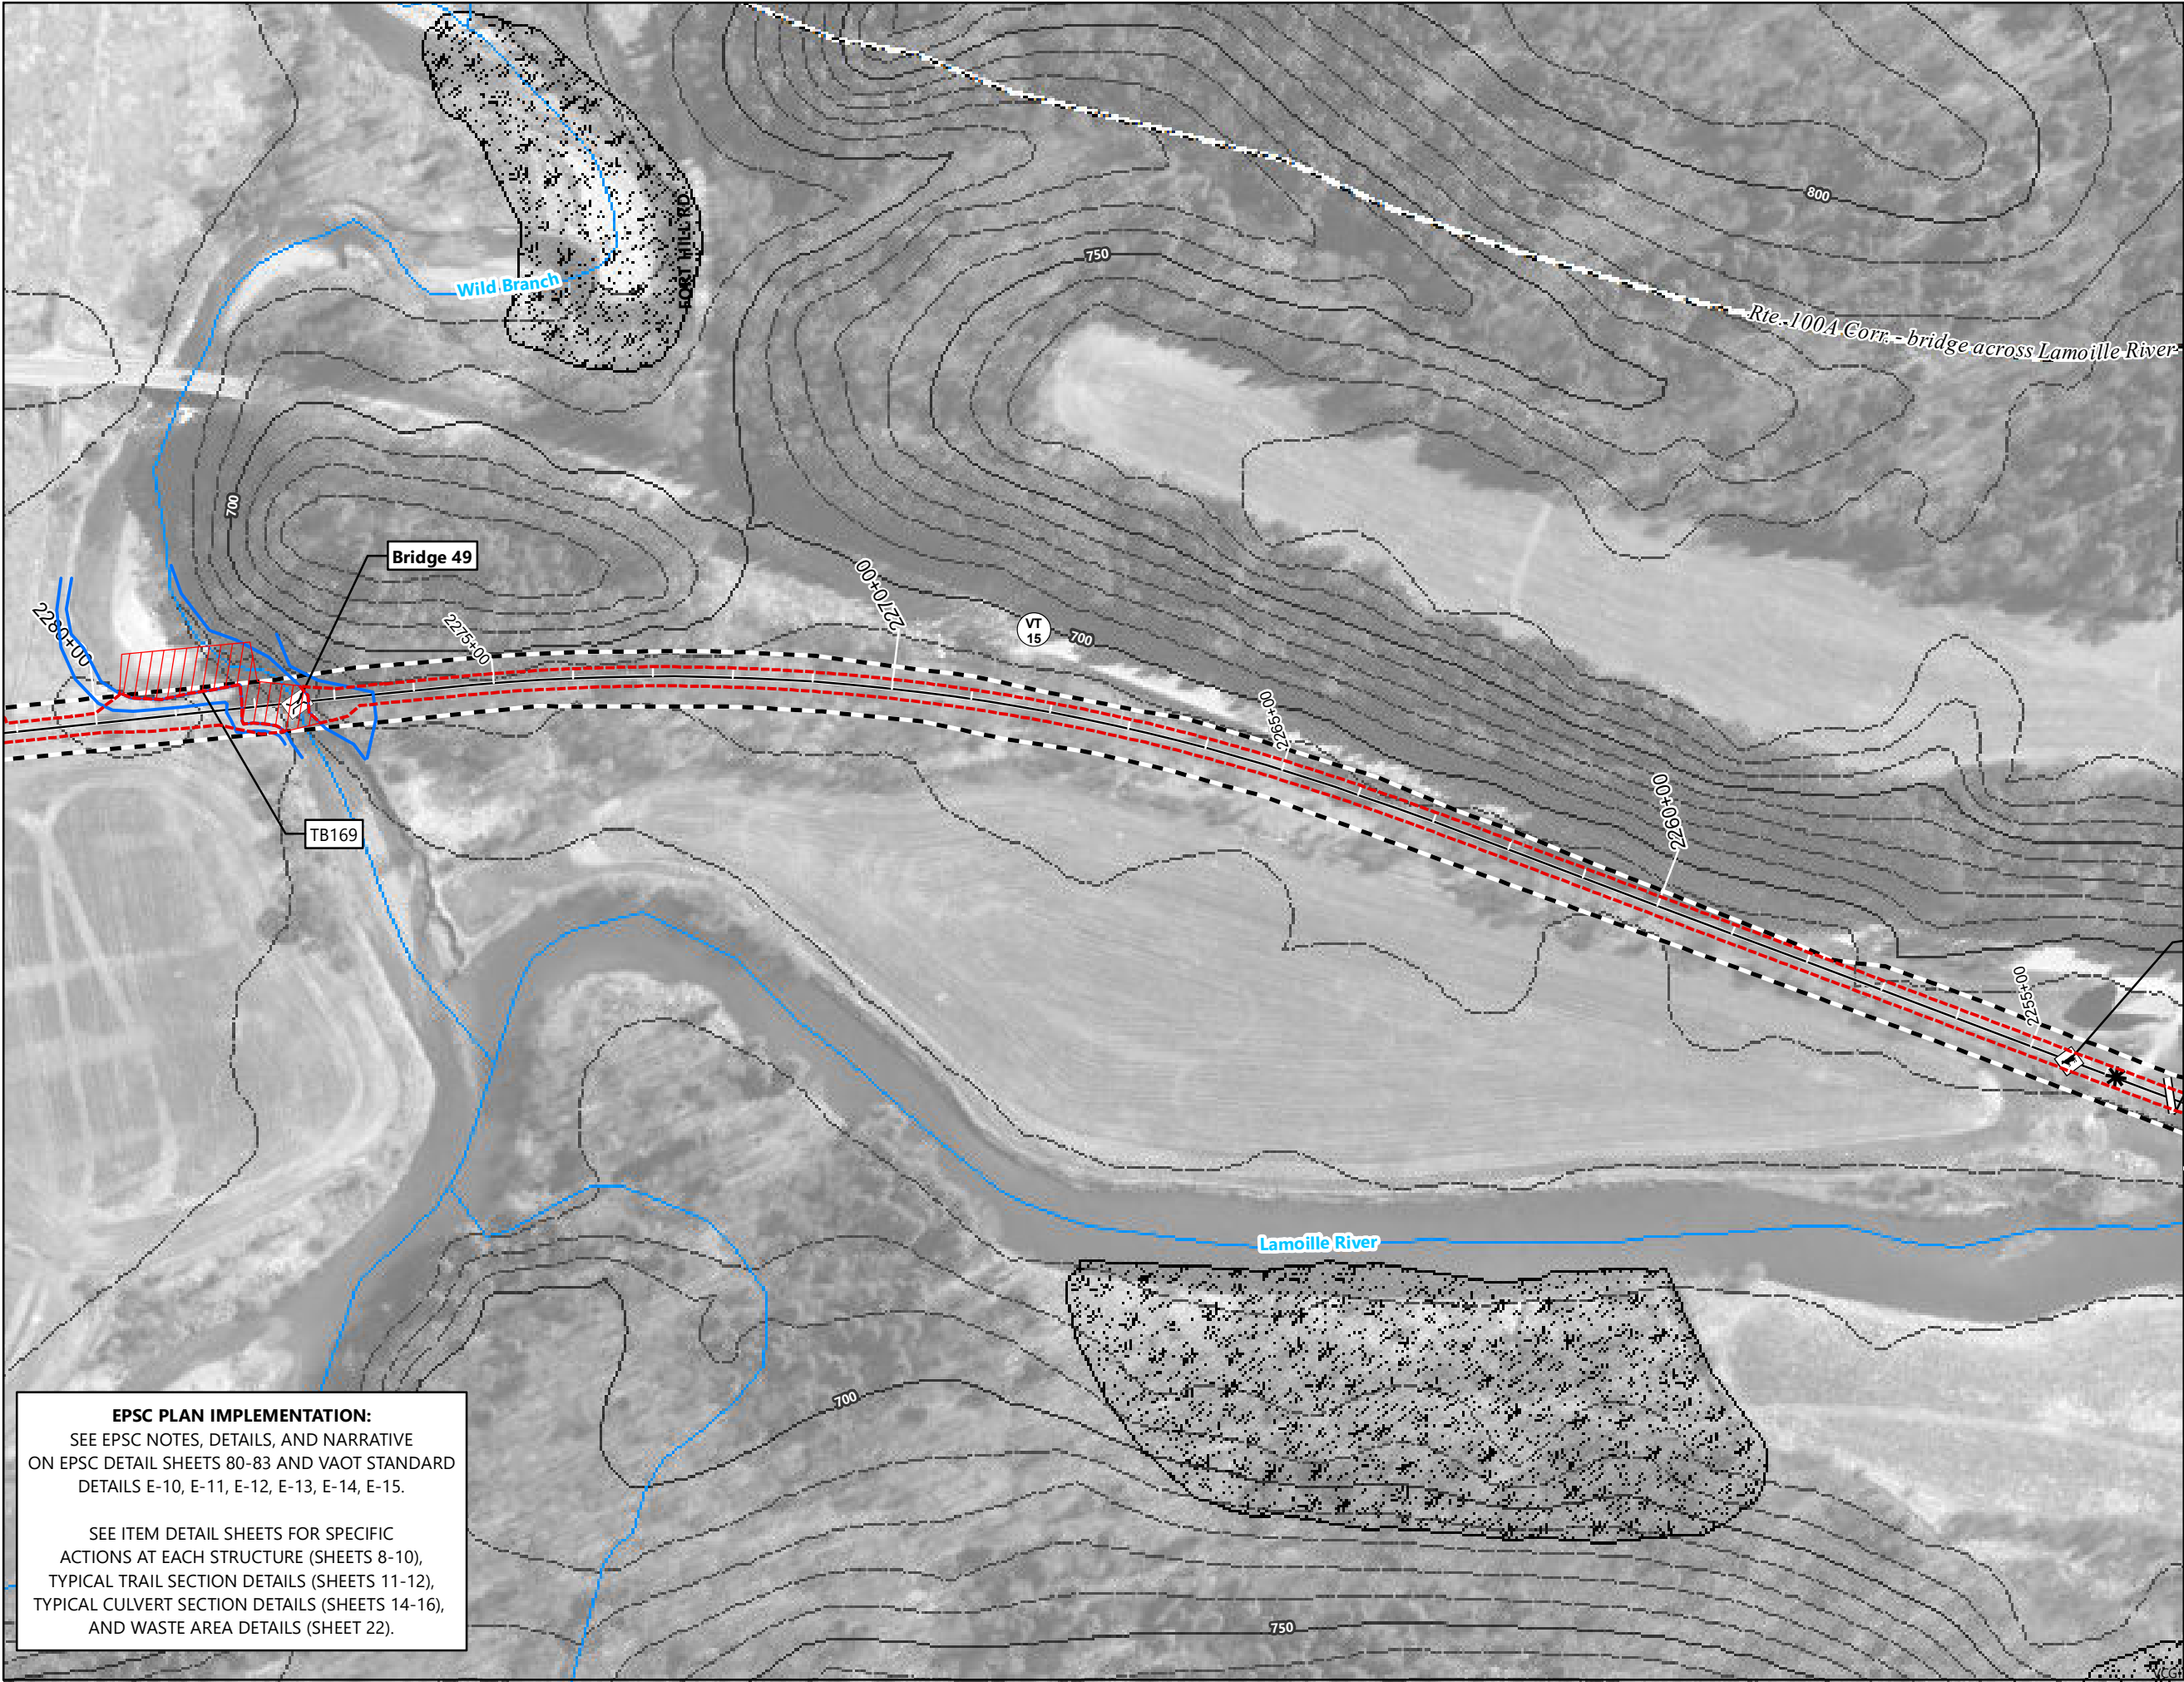 FORT HILL RD
Wild Branch
800
750
Rte. 100A Corr. - bridge across Lamoille River
700
Bridge 49
2280+00
2275+00
2270+00
VT
15
700
2265+00
2260+00
TB169
2255+00
Lamoille River
700
750
EPSC PLAN IMPLEMENTATION:
SEE EPSC NOTES, DETAILS, AND NARRATIVE
ON EPSC DETAIL SHEETS 80-83 AND VAOT STANDARD
DETAILS E-10, E-11, E-12, E-13, E-14, E-15.
SEE ITEM DETAIL SHEETS FOR SPECIFIC
ACTIONS AT EACH STRUCTURE (SHEETS 8-10),
TYPICAL TRAIL SECTION DETAILS (SHEETS 11-12),
TYPICAL CULVERT SECTION DETAILS (SHEETS 14-16),
AND WASTE AREA DETAILS (SHEET 22).